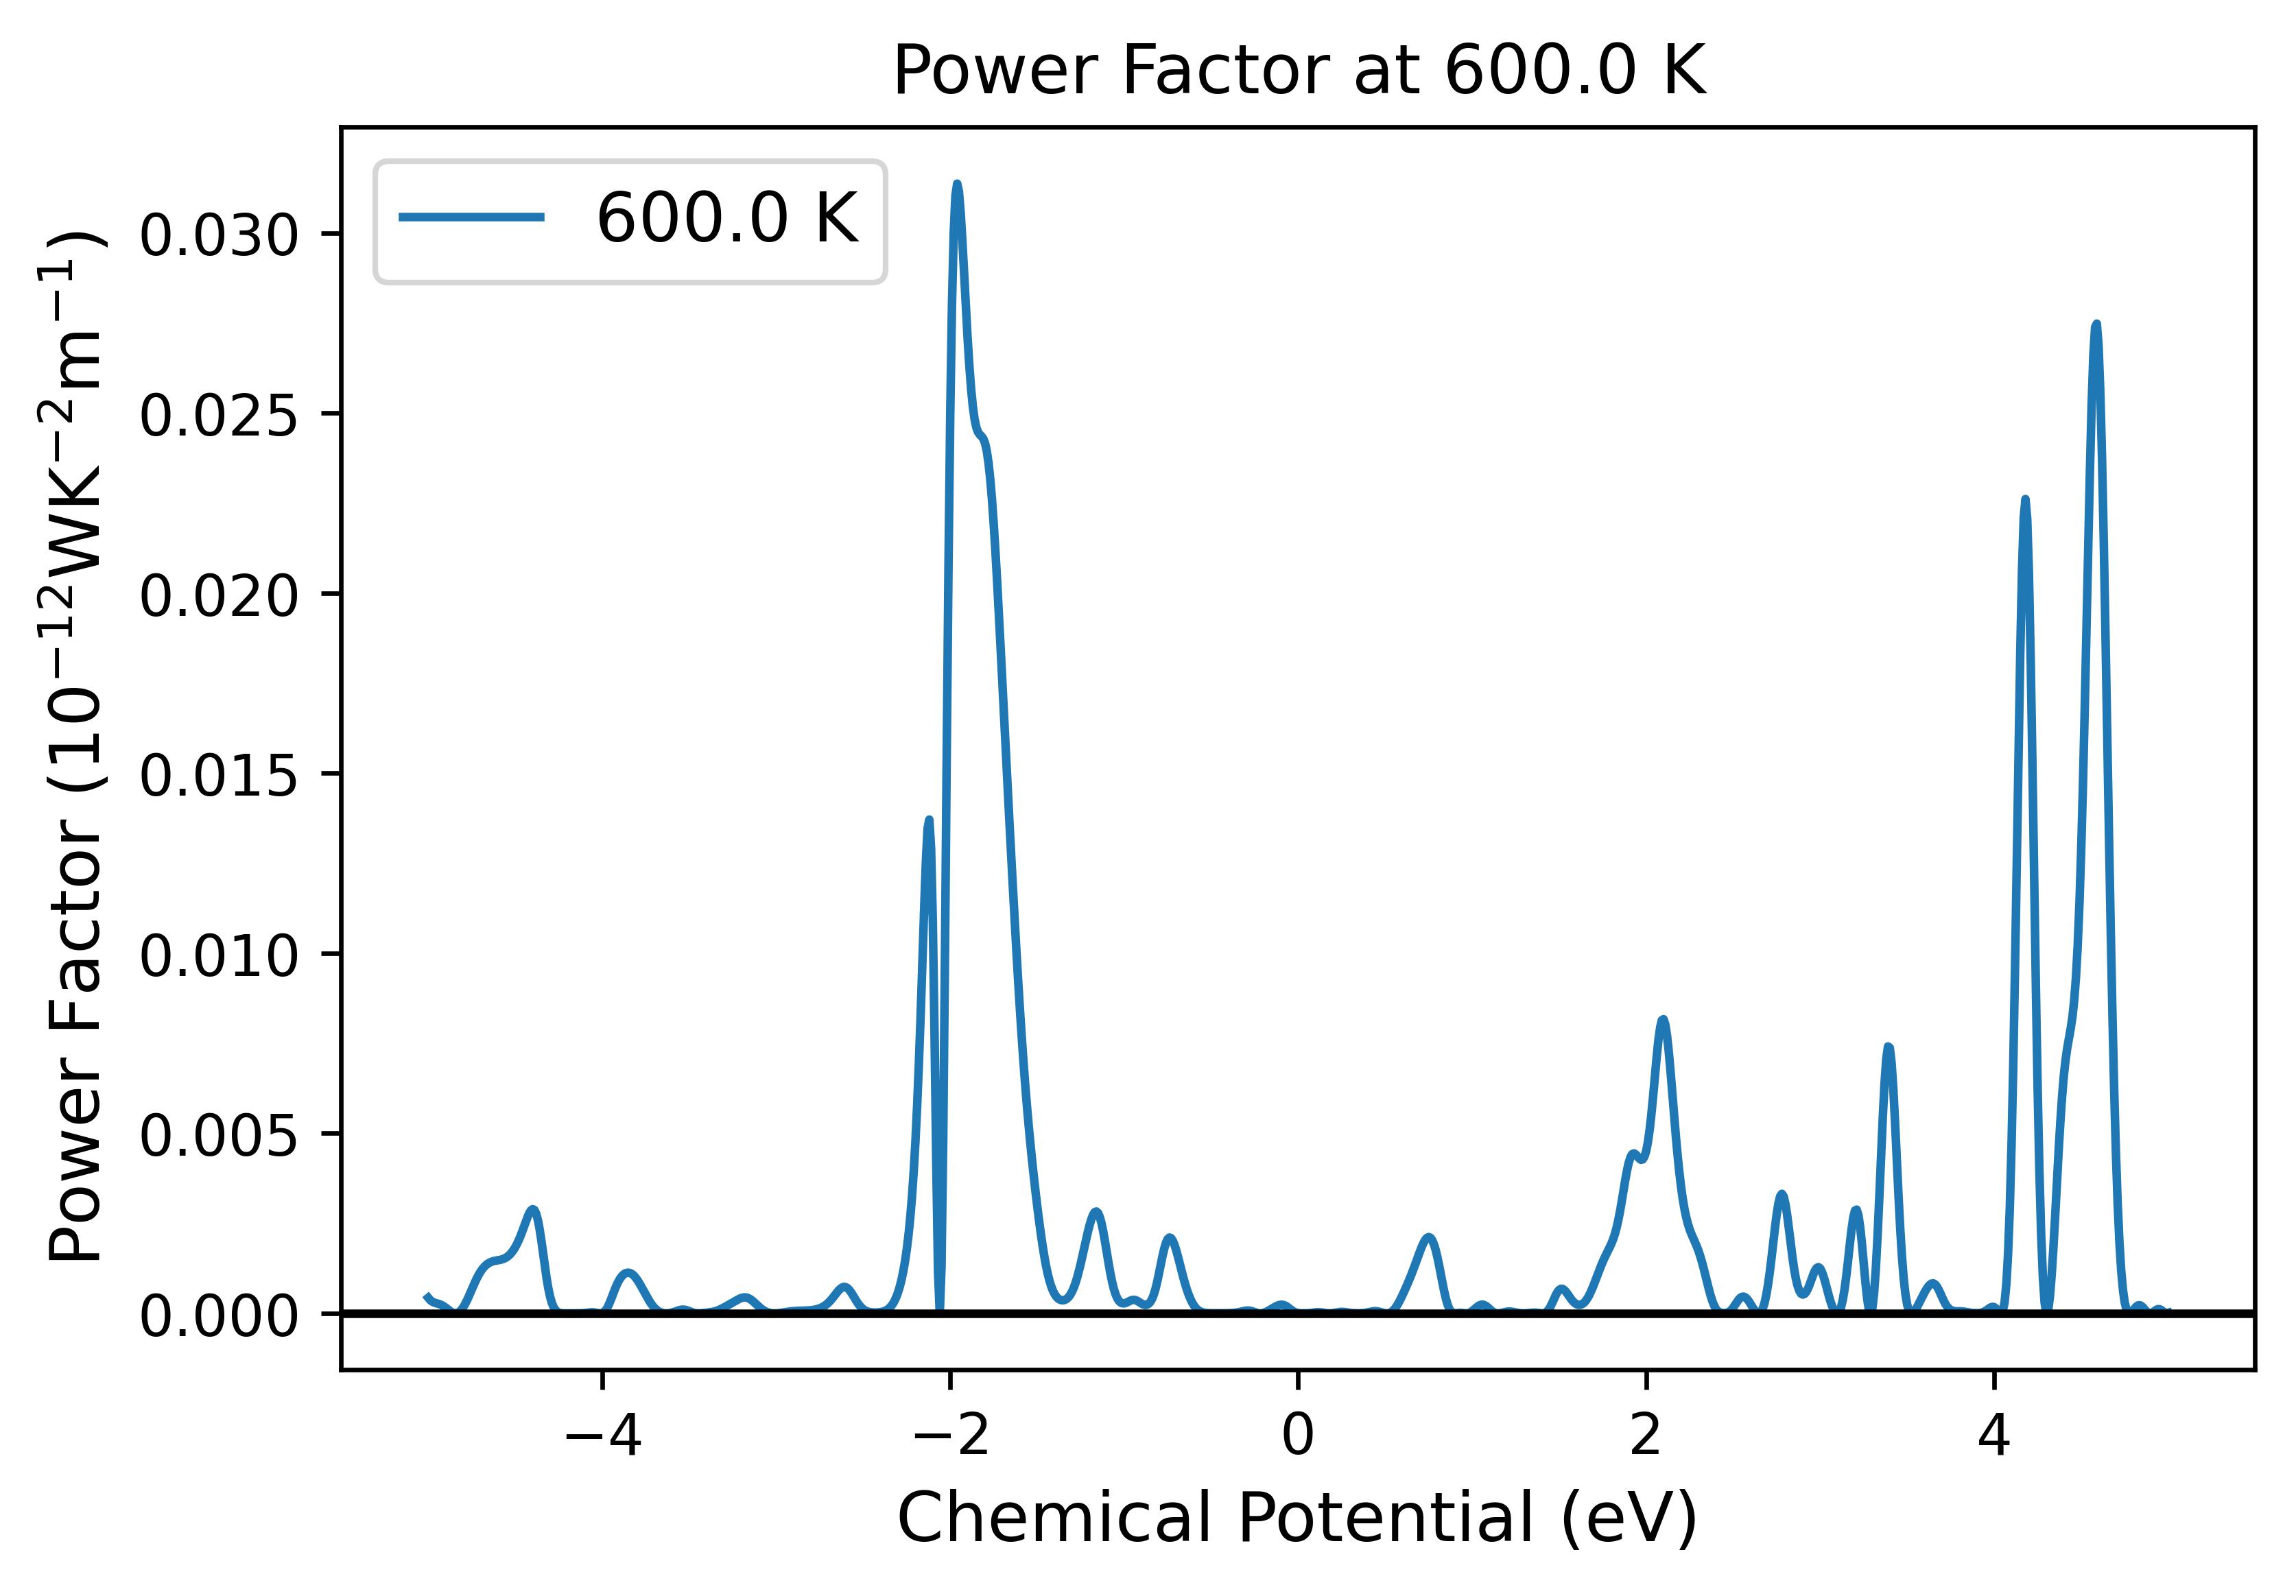 Power Factor at 600.0 K
600.0 K
Power Factor (10⁻¹²WK⁻²m⁻¹)
0.030
0.025
0.020
0.015
0.010
0.005
0.000
−4 −2 0 2 4
Chemical Potential (eV)